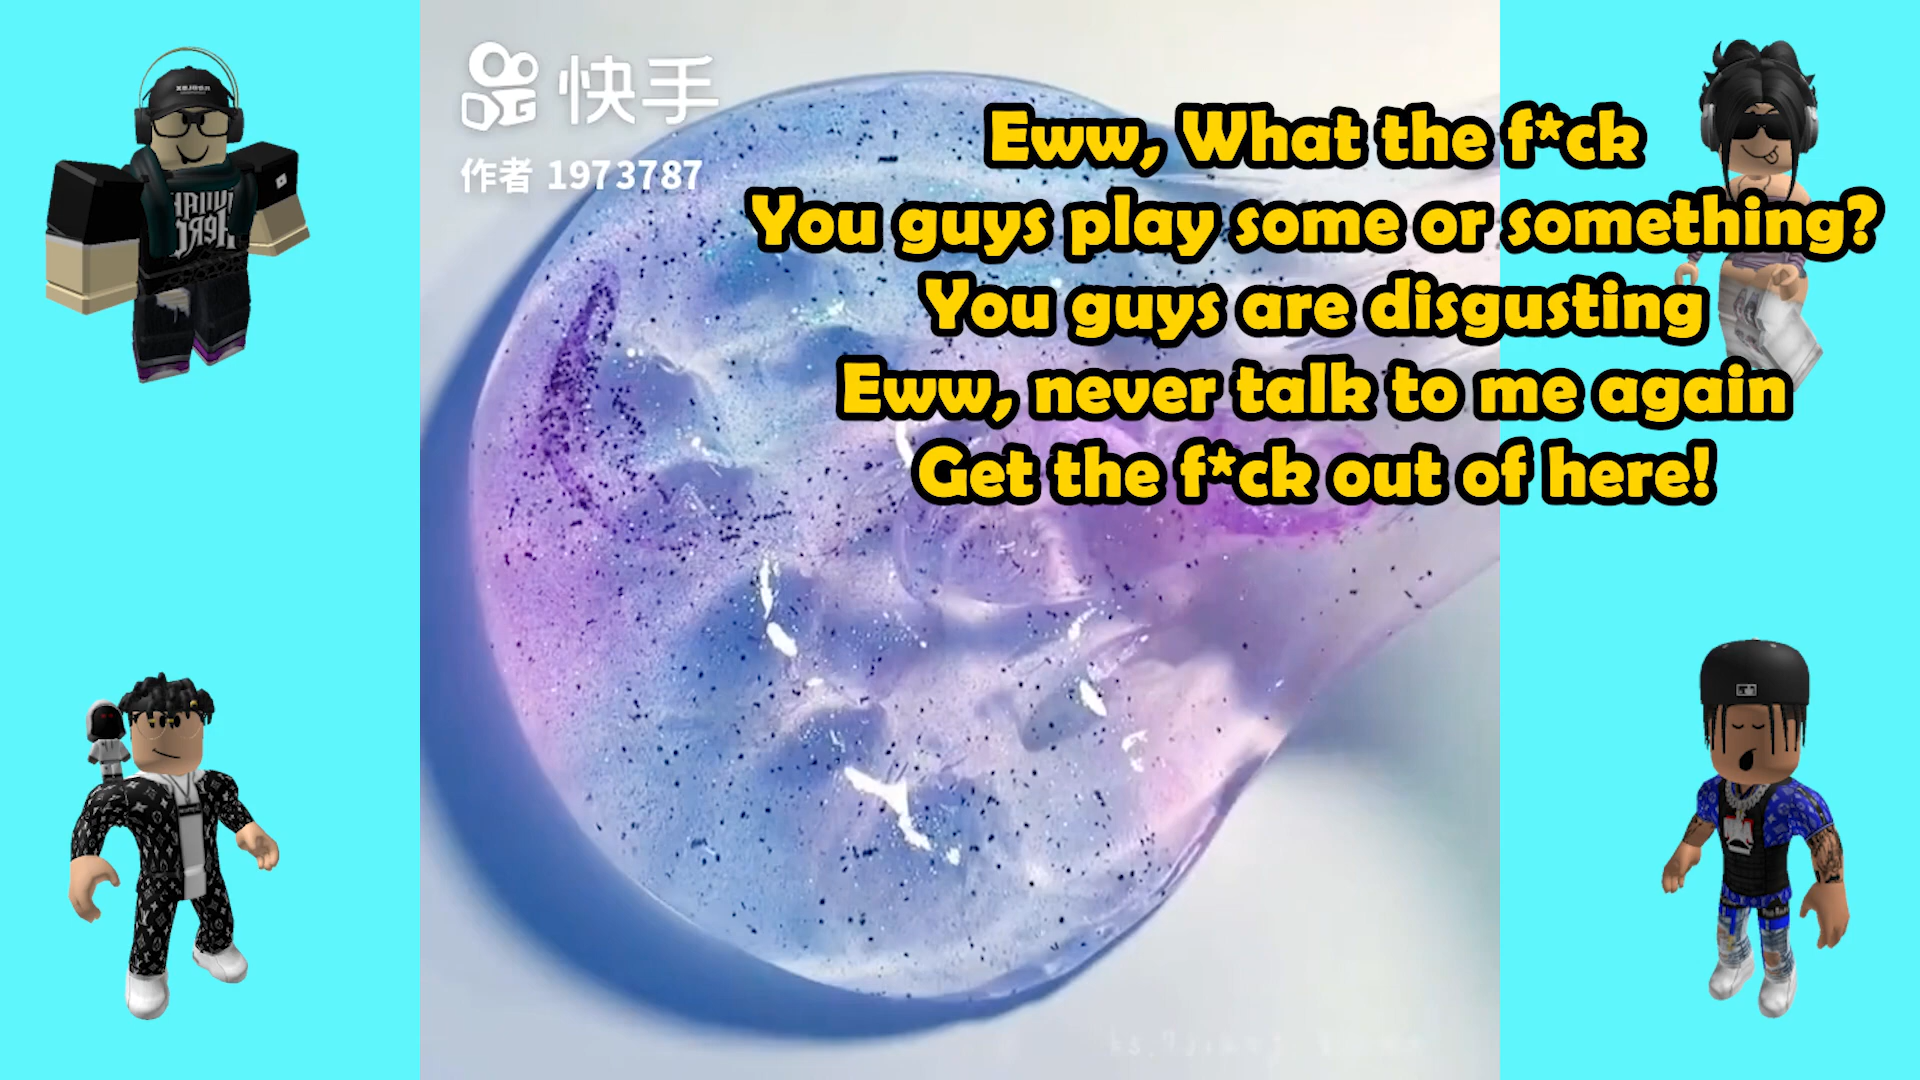 快手
作者 1973787
Eww, What the f*ck
You guys play some or something?
You guys are disgusting
Eww, never talk to me again
Get the f*ck out of here!